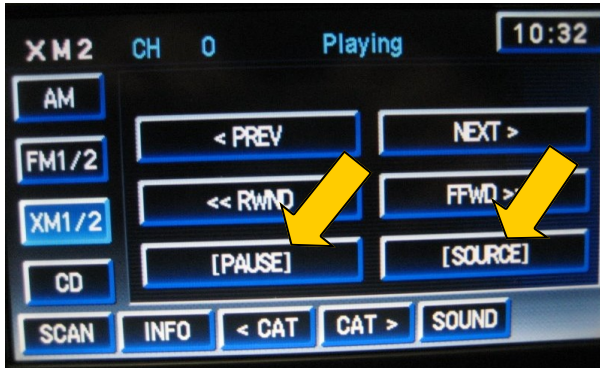 XM2 CH 0 Playing 10:32
AM
< PREV NEXT >
FM1/2
<< RWND FFWD >>
XM1/2
[PAUSE] [SOURCE]
CD
SCAN INFO < CAT CAT > SOUND